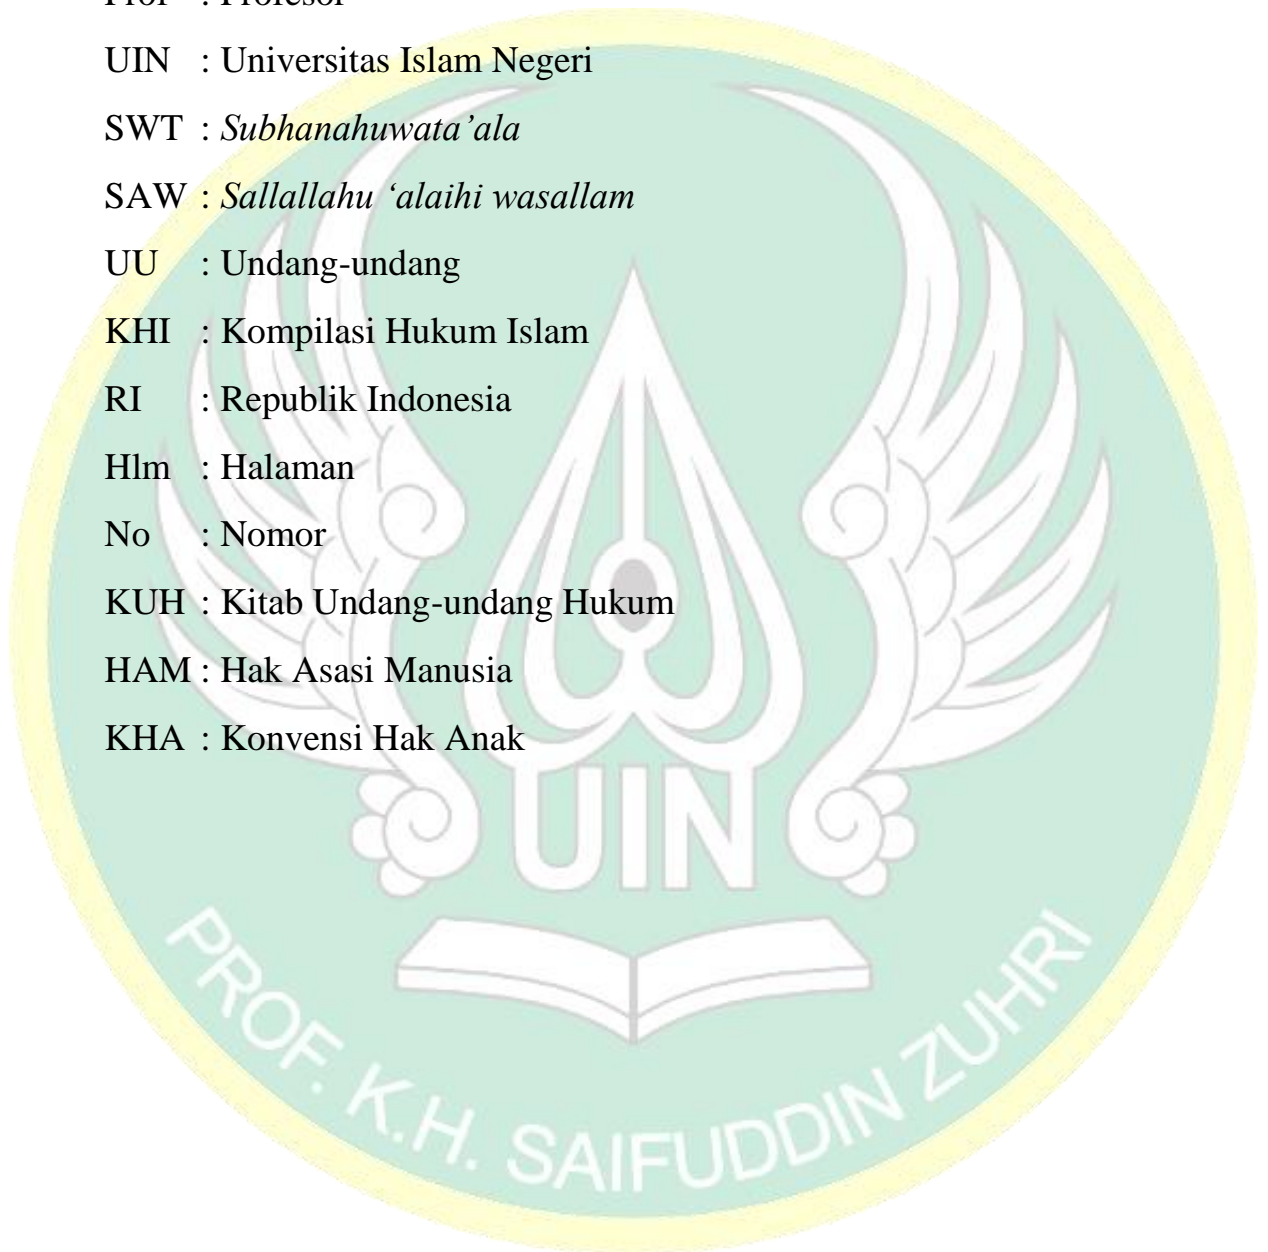 Prof : Profesor
UIN : Universitas Islam Negeri
SWT : Subhanahuwata’ala
SAW : Sallallahu ‘alaihi wasallam
UU : Undang-undang
KHI : Kompilasi Hukum Islam
RI : Republik Indonesia
Hlm : Halaman
No : Nomor
KUH : Kitab Undang-undang Hukum
HAM : Hak Asasi Manusia
KHA : Konvensi Hak Anak
UIN
PROF. K.H. SAIFUDDIN ZUHRI